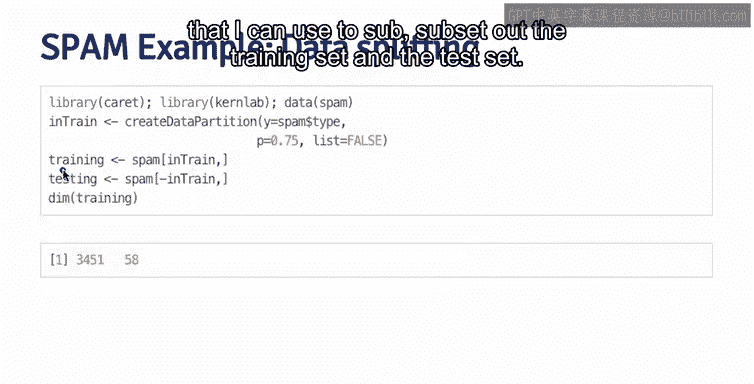 that I can use to sub, subset out the
training set and the test set.
SPAM Example: Data splitting
library(caret); library(kernlab); data(spam)
inTrain <- createDataPartition(y=spam$type,
p=0.75, list=FALSE)
training <- spam[inTrain,]
testing <- spam[-inTrain,]
dim(training)
[1] 3451 58